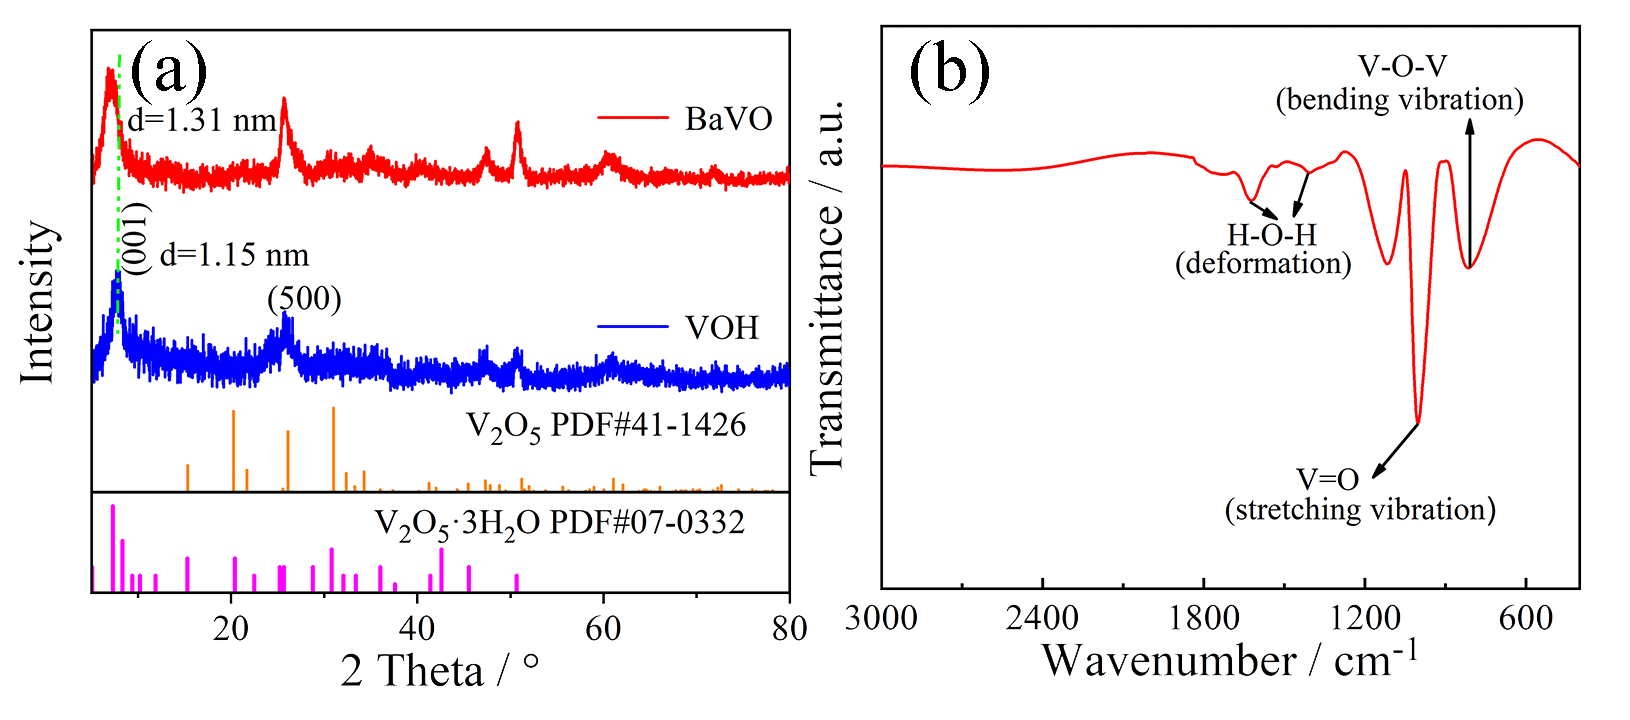 (a)
d=1.31 nm
BaVO
(001)
d=1.15 nm
(500)
VOH
V₂O₅ PDF#41-1426
V₂O₅·3H₂O PDF#07-0332
Intensity
20 40 60 80
2 Theta / °
(b)
V-O-V
(bending vibration)
H-O-H
(deformation)
V=O
(stretching vibration)
Transmittance / a.u.
3000 2400 1800 1200 600
Wavenumber / cm⁻¹